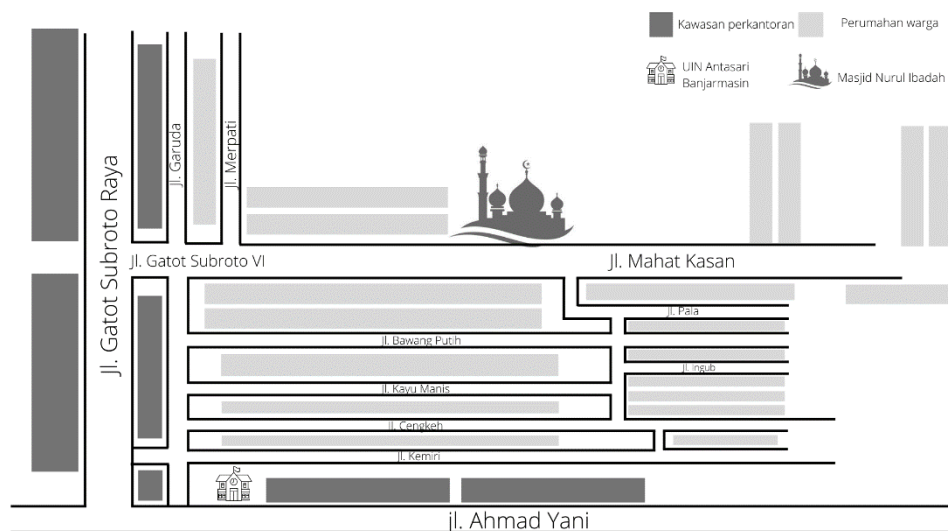 Kawasan perkantoran
Perumahan warga
UIN Antasari
Banjarmasin
Masjid Nurul Ibadah
Jl. Gatot Subroto Raya
Jl. Garuda
Jl. Merpati
Jl. Gatot Subroto VI
Jl. Mahat Kasan
Jl. Pala
Jl. Bawang Putih
Jl. Ingub
Jl. Kayu Manis
Jl. Cengkeh
Jl. Kemiri
jl. Ahmad Yani